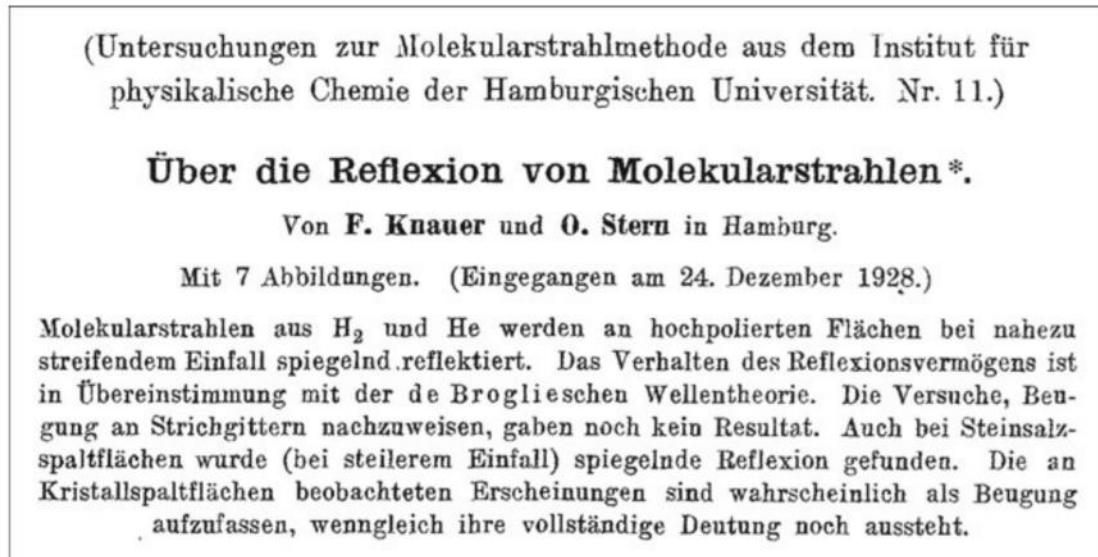 (Untersuchungen zur Molekularstrahlmethode aus dem Institut für
physikalische Chemie der Hamburgischen Universität. Nr. 11.)
Über die Reflexion von Molekularstrahlen*.
Von F. Knauer und O. Stern in Hamburg.
Mit 7 Abbildungen. (Eingegangen am 24. Dezember 1928.)
Molekularstrahlen aus H₂ und He werden an hochpolierten Flächen bei nahezu
streifendem Einfall spiegelnd reflektiert. Das Verhalten des Reflexionsvermögens ist
in Übereinstimmung mit der de Broglieschen Wellentheorie. Die Versuche, Beu-
gung an Strichgittern nachzuweisen, gaben noch kein Resultat. Auch bei Steinsalz-
spaltflächen wurde (bei steilerem Einfall) spiegelnde Reflexion gefunden. Die an
Kristallspaltflächen beobachteten Erscheinungen sind wahrscheinlich als Beugung
aufzufassen, wenngleich ihre vollständige Deutung noch aussteht.